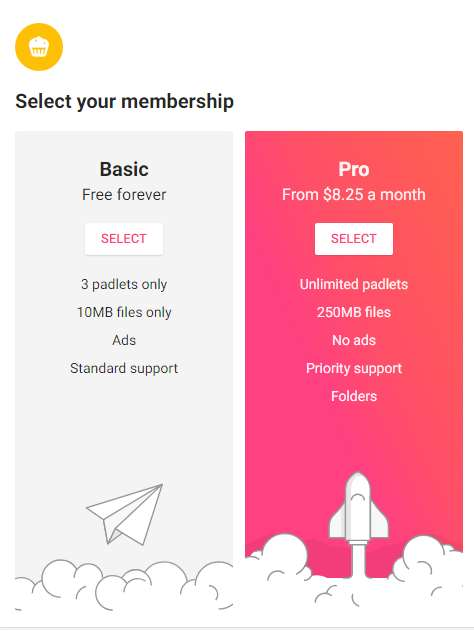 Select your membership
Basic
Free forever
SELECT
3 padlets only
10MB files only
Ads
Standard support
Pro
From $8.25 a month
SELECT
Unlimited padlets
250MB files
No ads
Priority support
Folders